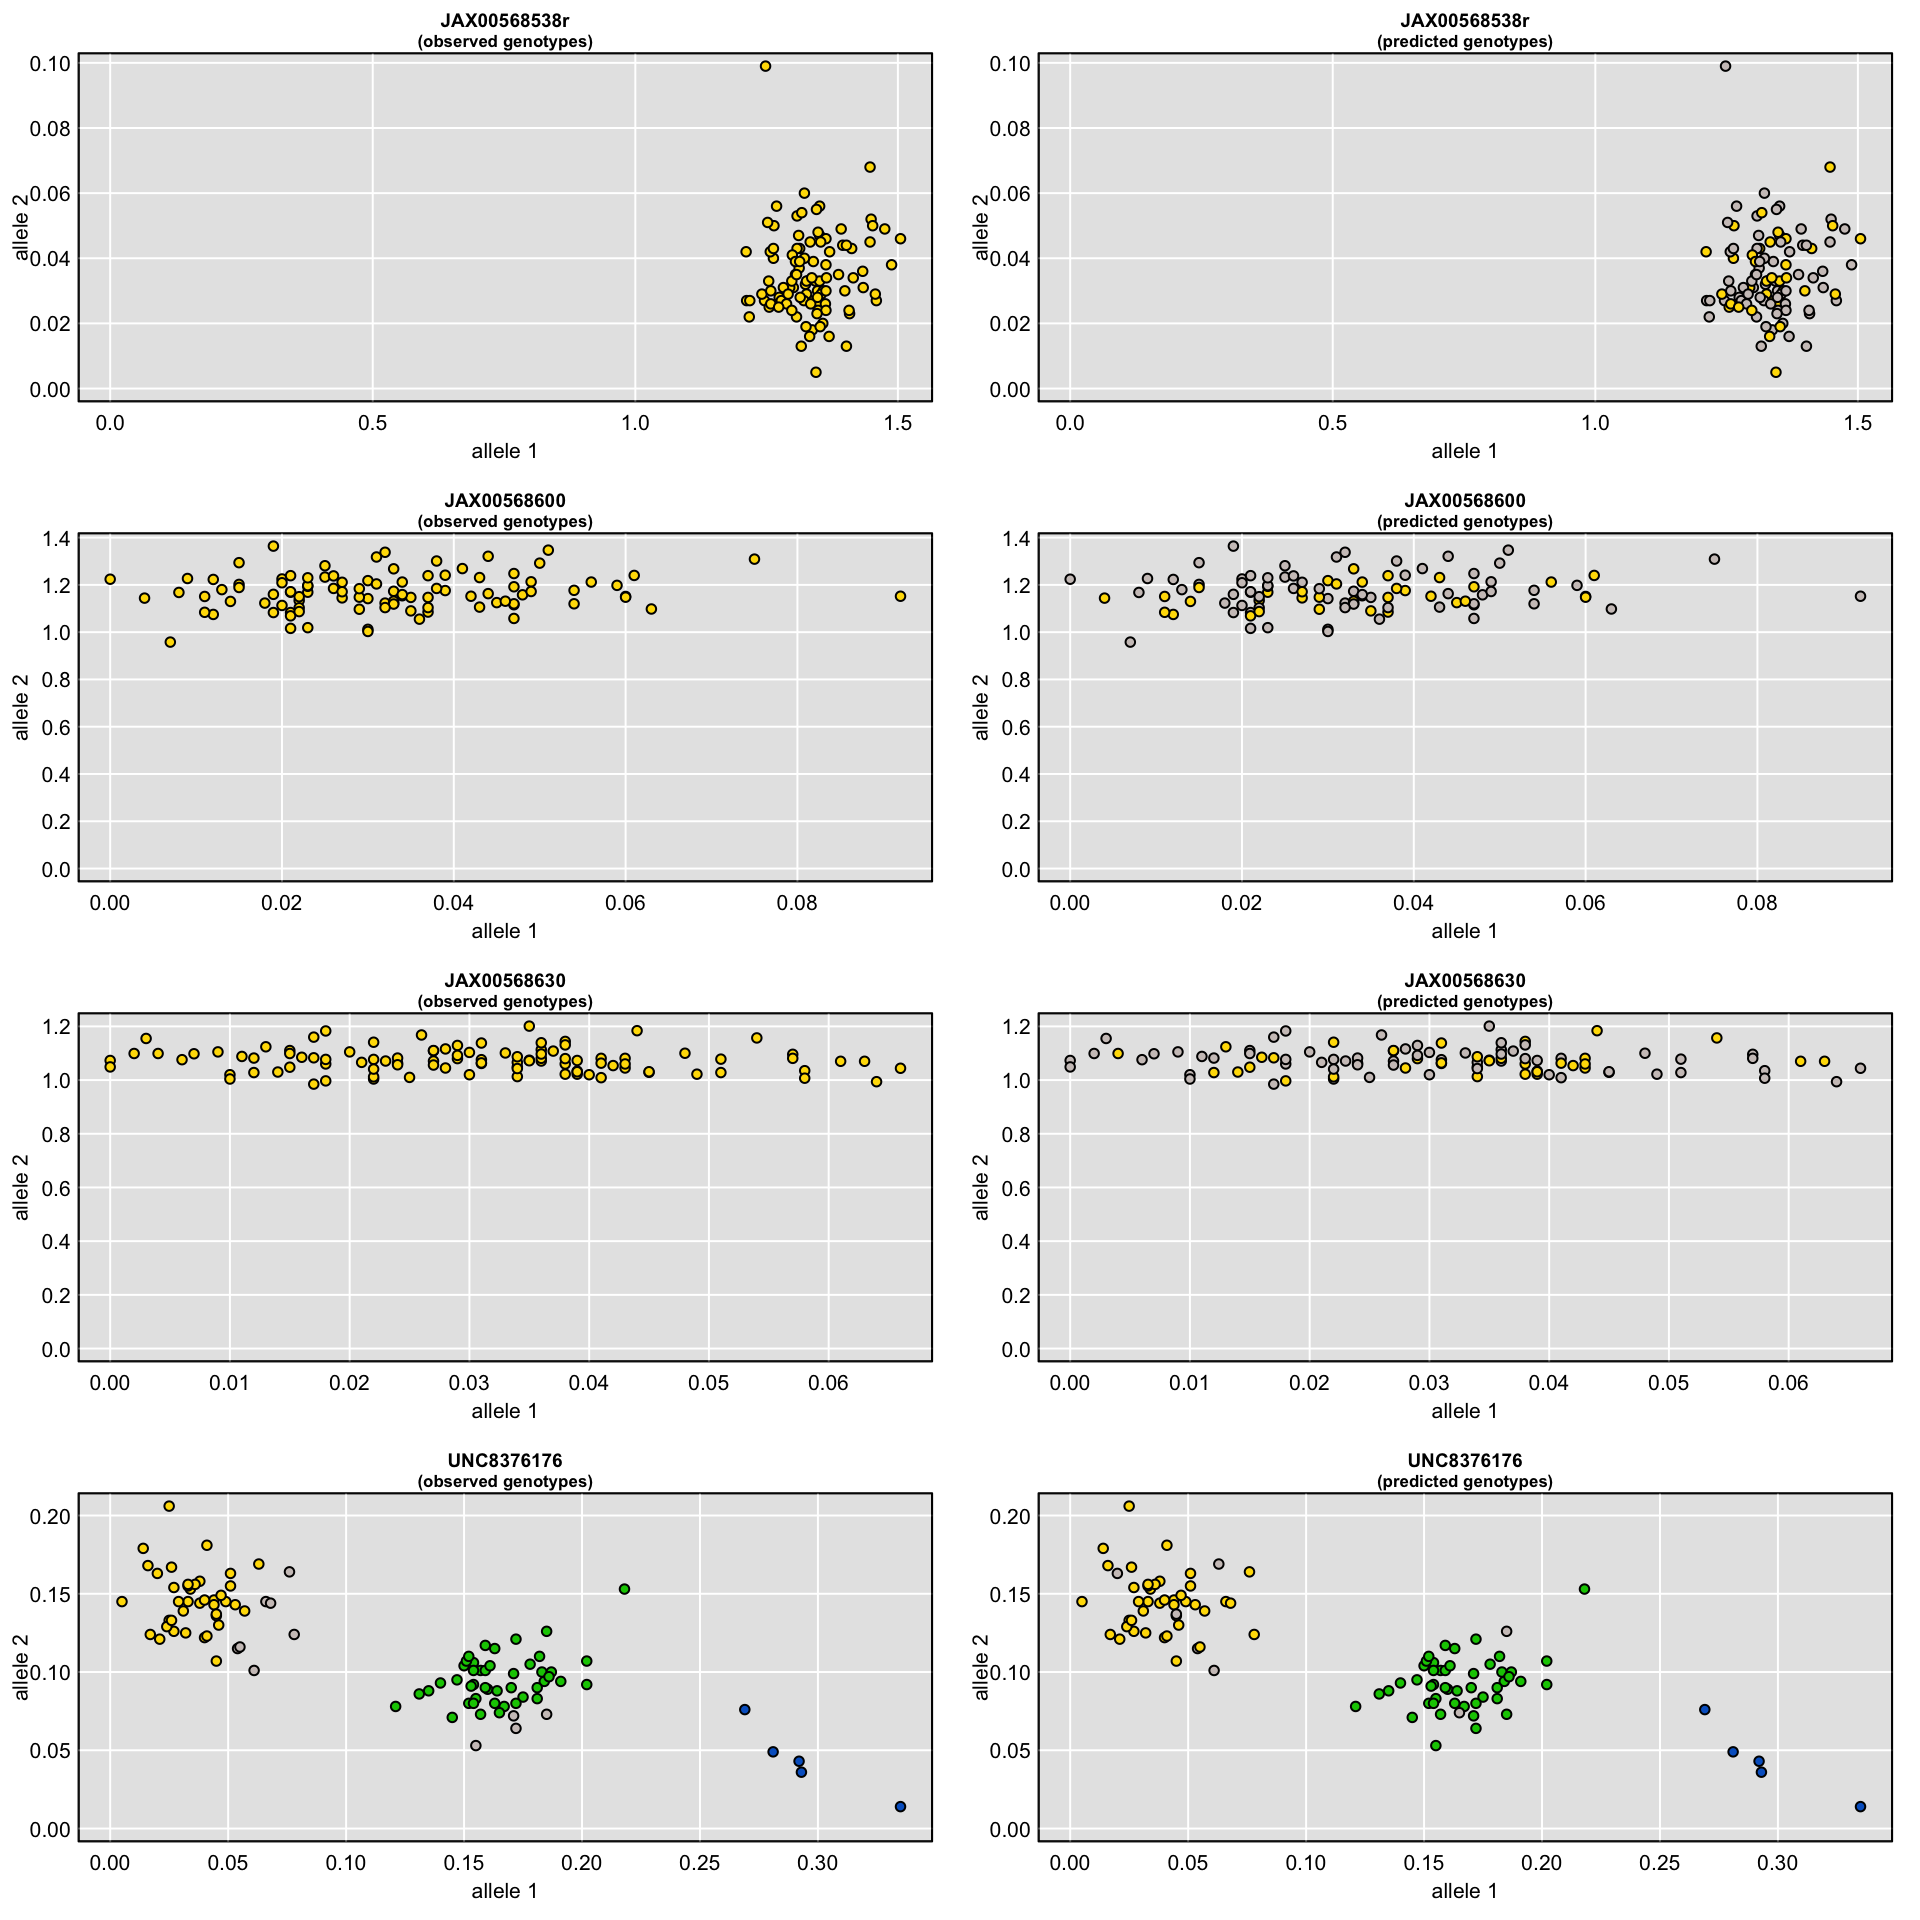 JAX00568538r
(observed genotypes)
0.10
0.08
0.06
0.04
0.02
0.00
allele 2
0.0 0.5 1.0 1.5
allele 1
JAX00568538r
(predicted genotypes)
0.10
0.08
0.06
0.04
0.02
0.00
allele 2
0.0 0.5 1.0 1.5
allele 1
JAX00568600
(observed genotypes)
1.4
1.2
1.0
0.8
0.6
0.4
0.2
0.0
allele 2
0.00 0.02 0.04 0.06 0.08
allele 1
JAX00568600
(predicted genotypes)
1.4
1.2
1.0
0.8
0.6
0.4
0.2
0.0
allele 2
0.00 0.02 0.04 0.06 0.08
allele 1
JAX00568630
(observed genotypes)
1.2
1.0
0.8
0.6
0.4
0.2
0.0
allele 2
0.00 0.01 0.02 0.03 0.04 0.05 0.06
allele 1
JAX00568630
(predicted genotypes)
1.2
1.0
0.8
0.6
0.4
0.2
0.0
allele 2
0.00 0.01 0.02 0.03 0.04 0.05 0.06
allele 1
UNC8376176
(observed genotypes)
0.20
0.15
0.10
0.05
0.00
allele 2
0.00 0.05 0.10 0.15 0.20 0.25 0.30
allele 1
UNC8376176
(predicted genotypes)
0.20
0.15
0.10
0.05
0.00
allele 2
0.00 0.05 0.10 0.15 0.20 0.25 0.30
allele 1